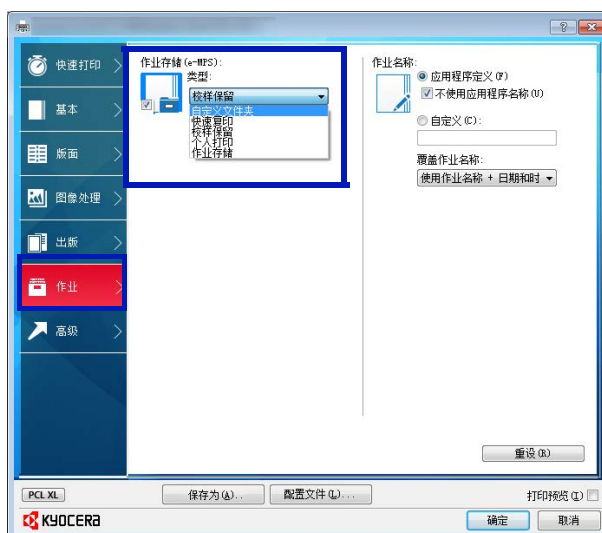 快速打印
基本
版面
图像处理
出版
作业
高级
作业存储(e-MPS):
类型:
校样保留
自定义文件夹
快速复印
校样保留
个人打印
作业存储
作业名称:
应用程序定义(F)
不使用应用程序名称(U)
自定义(C):
覆盖作业名称:
使用作业名称 + 日期和时
重设(R)
PCL XL
保存为(A)..
配置文件(L)...
打印预览(I)
KYOCERA
确定
取消